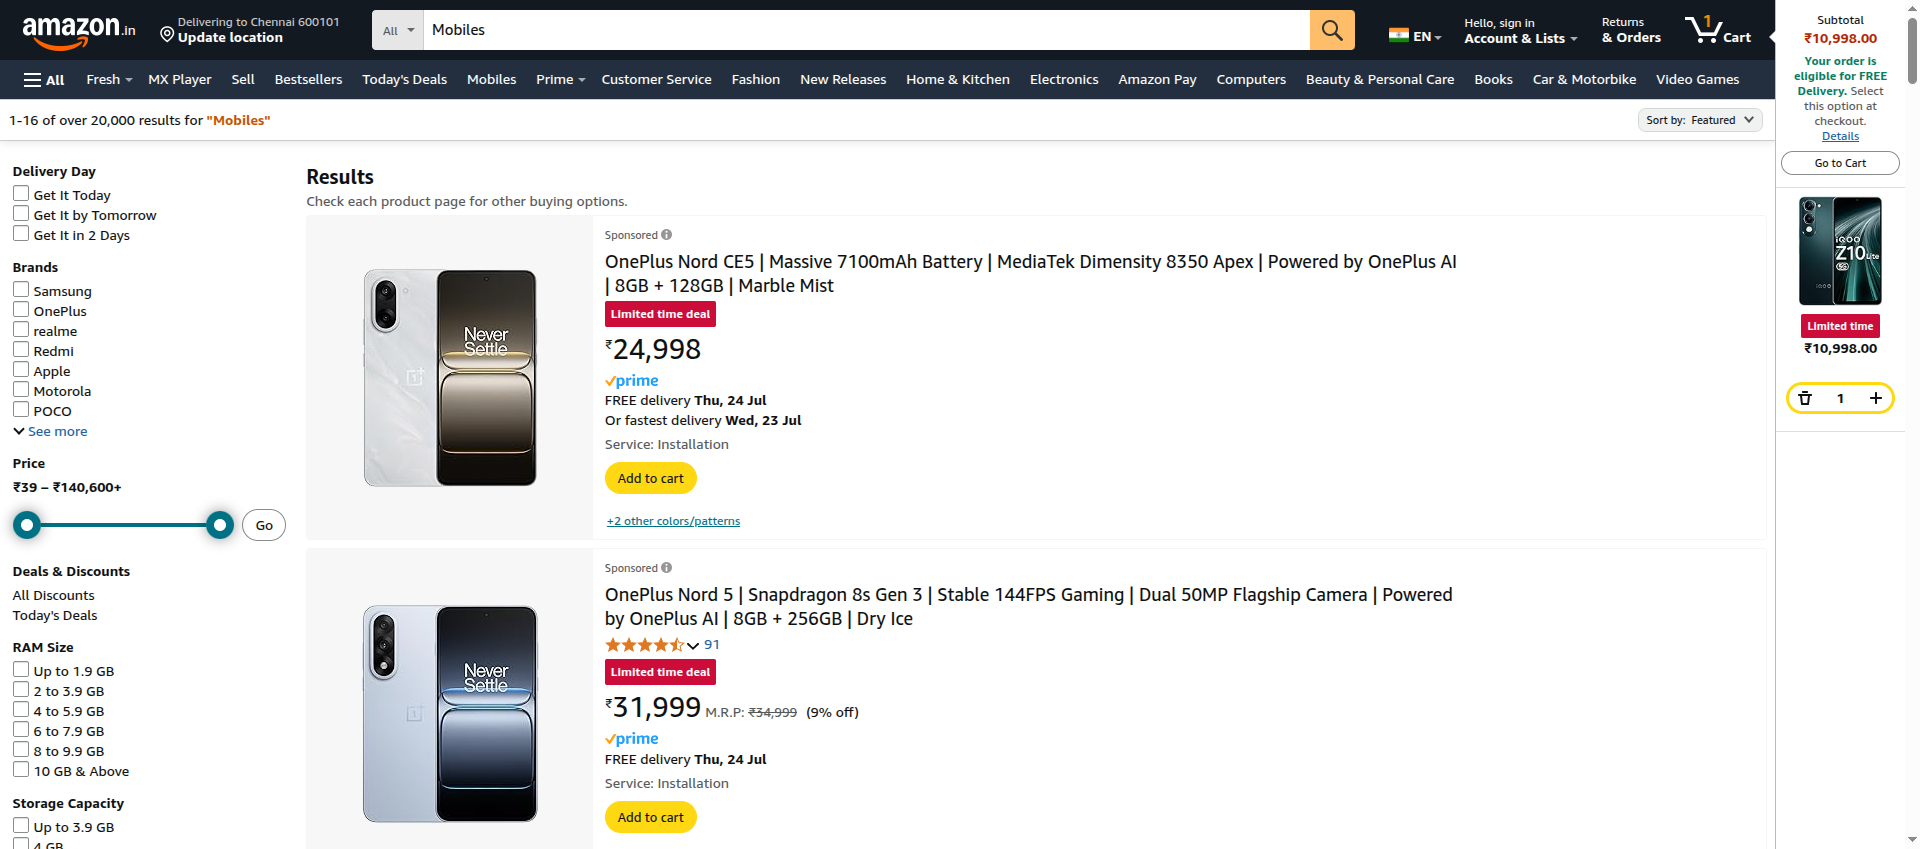 amazon.in
Delivering to Chennai 600101
Update location
All
Mobiles
EN
Hello, sign in
Account & Lists
Returns
& Orders
1
Cart
All
Fresh
MX Player
Sell
Bestsellers
Today's Deals
Mobiles
Prime
Customer Service
Fashion
New Releases
Home & Kitchen
Electronics
Amazon Pay
Computers
Beauty & Personal Care
Books
Car & Motorbike
Video Games
1-16 of over 20,000 results for "Mobiles"
Sort by: Featured
Delivery Day
Get It Today
Get It by Tomorrow
Get It in 2 Days
Brands
Samsung
OnePlus
realme
Redmi
Apple
Motorola
POCO
See more
Price
₹39 – ₹140,600+
Go
Deals & Discounts
All Discounts
Today's Deals
RAM Size
Up to 1.9 GB
2 to 3.9 GB
4 to 5.9 GB
6 to 7.9 GB
8 to 9.9 GB
10 GB & Above
Storage Capacity
Up to 3.9 GB
4 GB
Results
Check each product page for other buying options.
Never
Settle
Sponsored
OnePlus Nord CE5 | Massive 7100mAh Battery | MediaTek Dimensity 8350 Apex | Powered by OnePlus AI
| 8GB + 128GB | Marble Mist
Limited time deal
₹24,998
prime
FREE delivery Thu, 24 Jul
Or fastest delivery Wed, 23 Jul
Service: Installation
Add to cart
+2 other colors/patterns
Never
Settle
Sponsored
OnePlus Nord 5 | Snapdragon 8s Gen 3 | Stable 144FPS Gaming | Dual 50MP Flagship Camera | Powered
by OnePlus AI | 8GB + 256GB | Dry Ice
91
Limited time deal
₹31,999 M.R.P: ₹34,999 (9% off)
prime
FREE delivery Thu, 24 Jul
Service: Installation
Add to cart
Subtotal
₹10,998.00
Your order is
eligible for FREE
Delivery. Select
this option at
checkout.
Details
Go to Cart
iQOO
Z10 Lite
5G
iQOO
Limited time
₹10,998.00
1